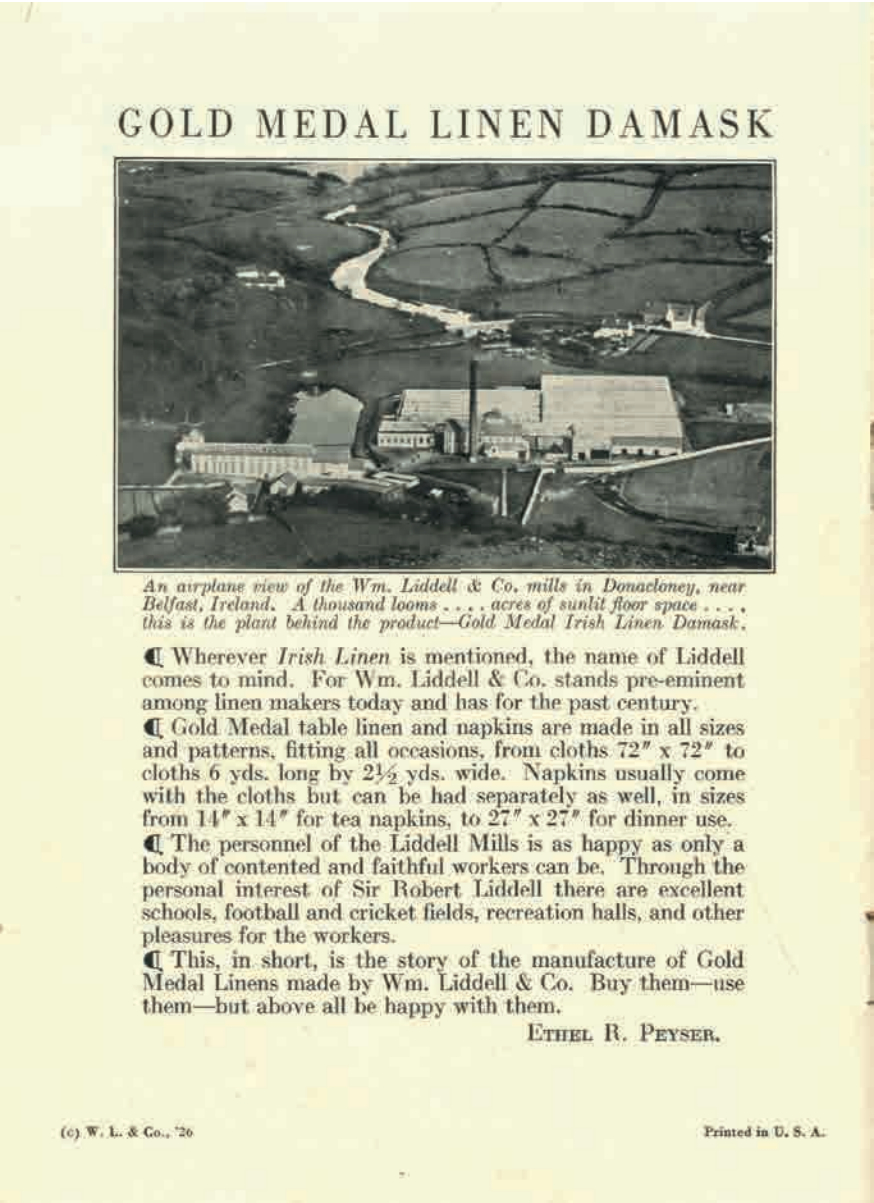 GOLD MEDAL LINEN DAMASK
An airplane view of the Wm. Liddell & Co. mills in Donacloney, near
Belfast, Ireland. A thousand looms . . . . acres of sunlit floor space . . . .
this is the plant behind the product—Gold Medal Irish Linen Damask.
¶ Wherever Irish Linen is mentioned, the name of Liddell
comes to mind. For Wm. Liddell & Co. stands pre-eminent
among linen makers today and has for the past century.
¶ Gold Medal table linen and napkins are made in all sizes
and patterns, fitting all occasions, from cloths 72" x 72" to
cloths 6 yds. long by 2½ yds. wide. Napkins usually come
with the cloths but can be had separately as well, in sizes
from 14" x 14" for tea napkins, to 27" x 27" for dinner use.
¶ The personnel of the Liddell Mills is as happy as only a
body of contented and faithful workers can be. Through the
personal interest of Sir Robert Liddell there are excellent
schools, football and cricket fields, recreation halls, and other
pleasures for the workers.
¶ This, in short, is the story of the manufacture of Gold
Medal Linens made by Wm. Liddell & Co. Buy them—use
them—but above all be happy with them.
ETHEL R. PEYSER.
(c) W. L. & Co., '26
Printed in U. S. A.